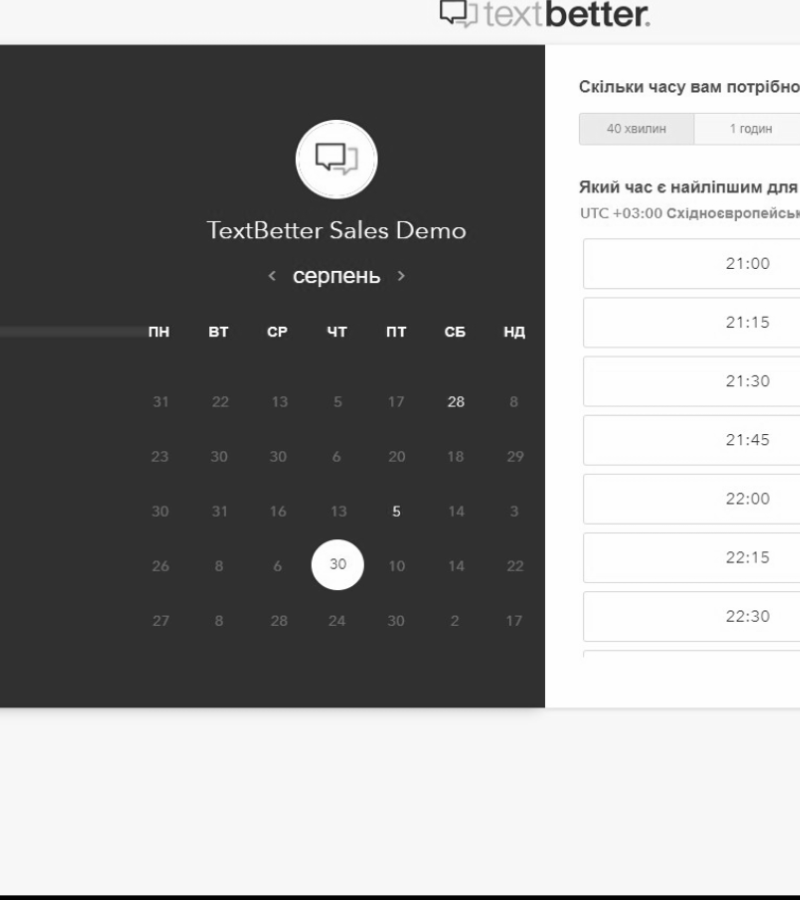 textbetter.
TextBetter Sales Demo
< серпень >
ПН ВТ СР ЧТ ПТ СБ НД
31 22 13 5 17 28 8
23 30 30 6 20 18 29
30 31 16 13 5 14 3
26 8 6 30 10 14 22
27 8 28 24 30 2 17
Скільки часу вам потрібно
40 хвилин 1 годин
Який час є найліпшим для
UTC +03:00 Східноєвропейськ
21:00
21:15
21:30
21:45
22:00
22:15
22:30